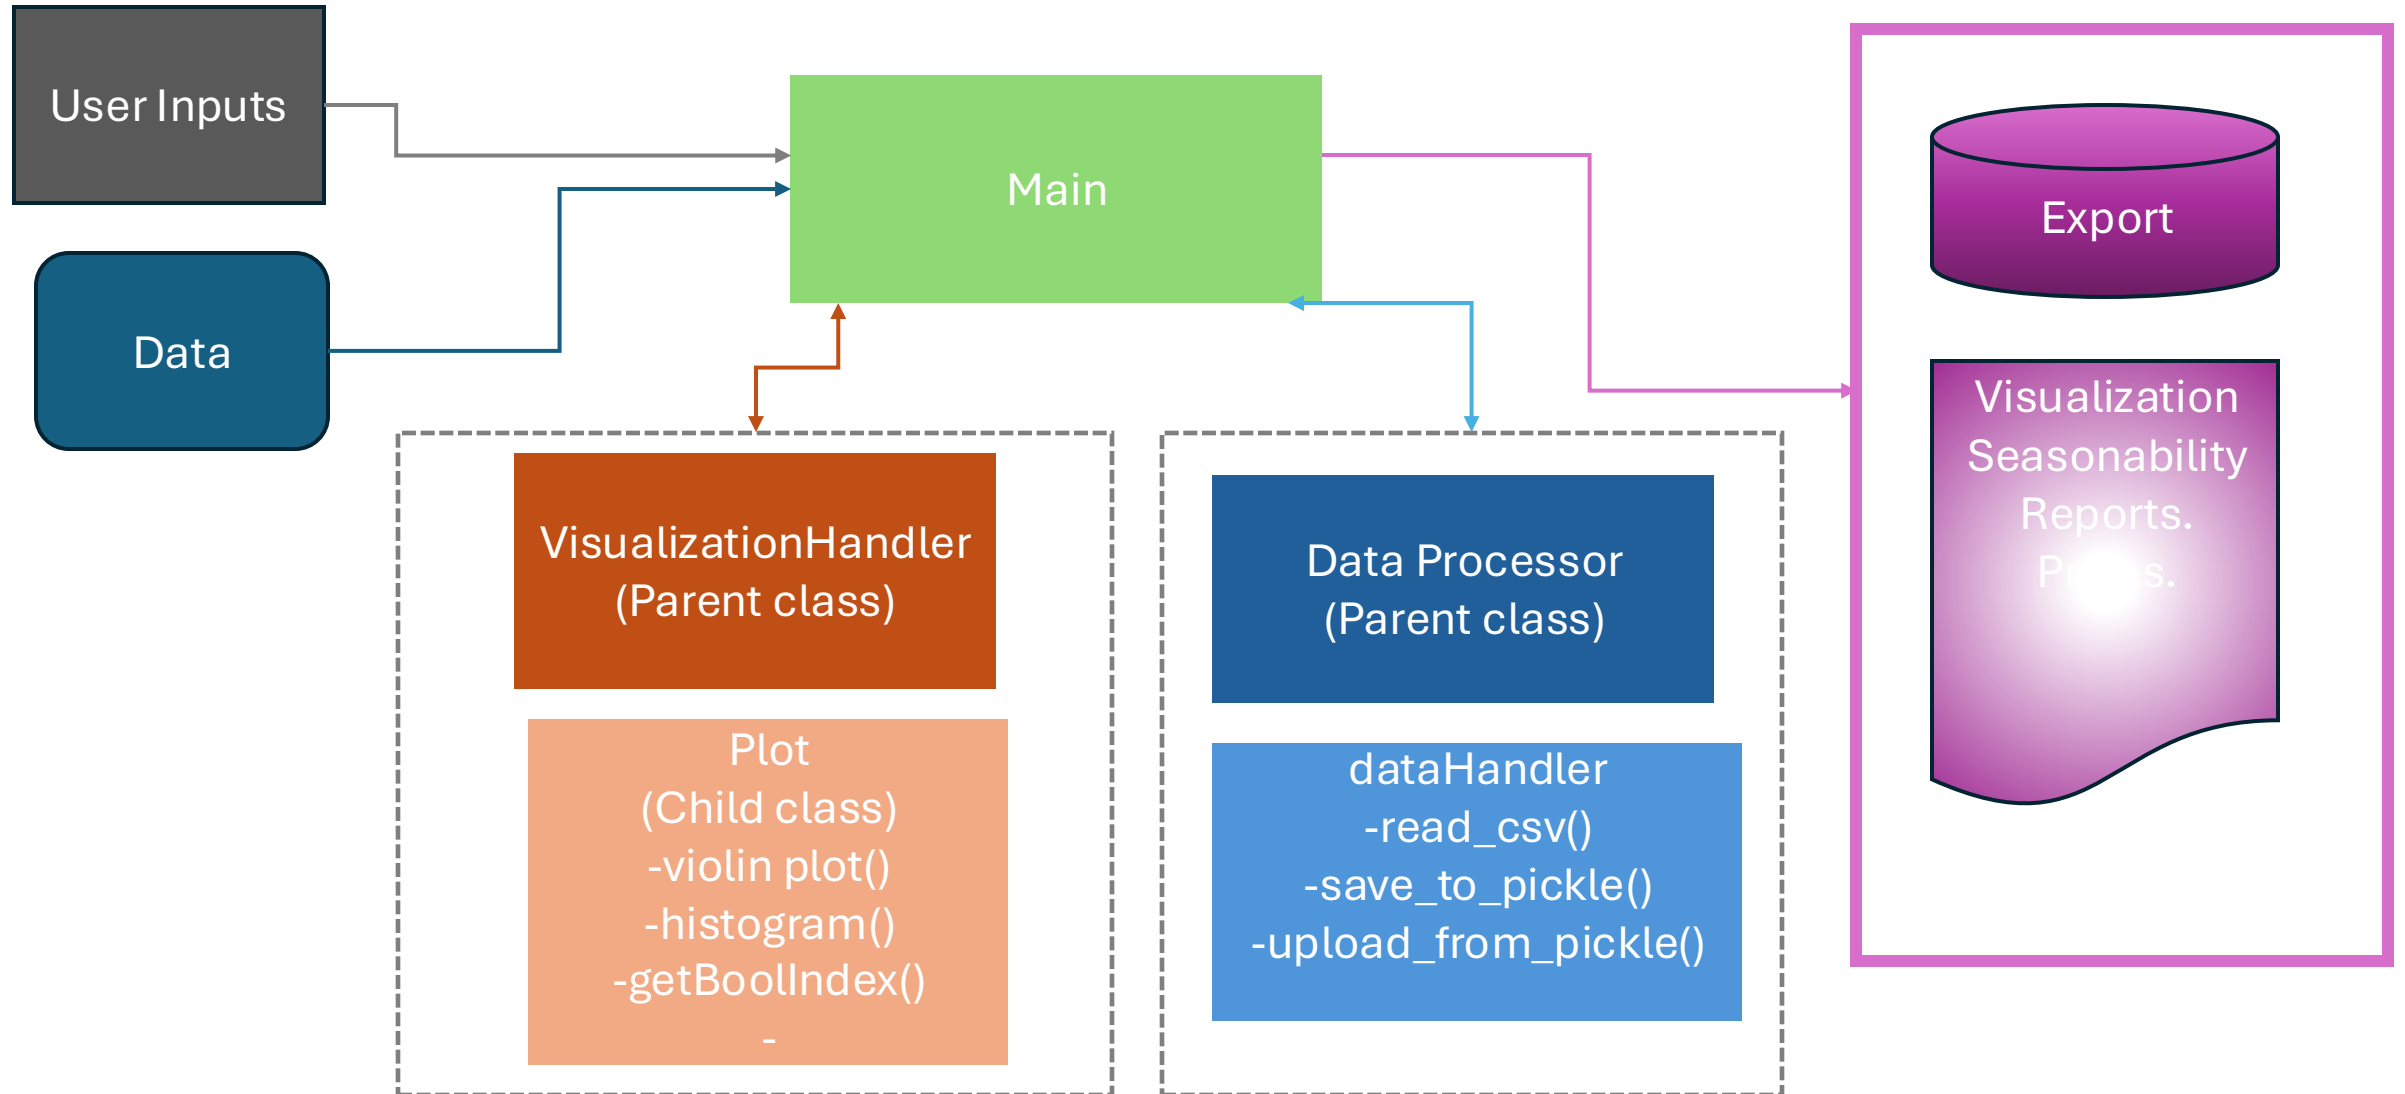 User Inputs
Data
Main
VisualizationHandler
(Parent class)
Plot
(Child class)
-violin plot()
-histogram()
-getBoolIndex()
-
Data Processor
(Parent class)
dataHandler
-read_csv()
-save_to_pickle()
-upload_from_pickle()
Export
Visualization
Seasonability
Reports.